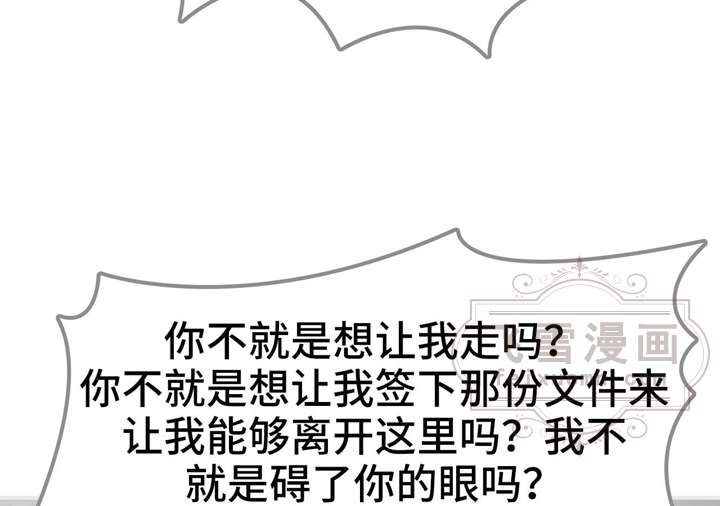 你不就是想让我走吗?
你不就是想让我签下那份文件来
让我能够离开这里吗?我不
就是碍了你的眼吗?
飞雪漫画